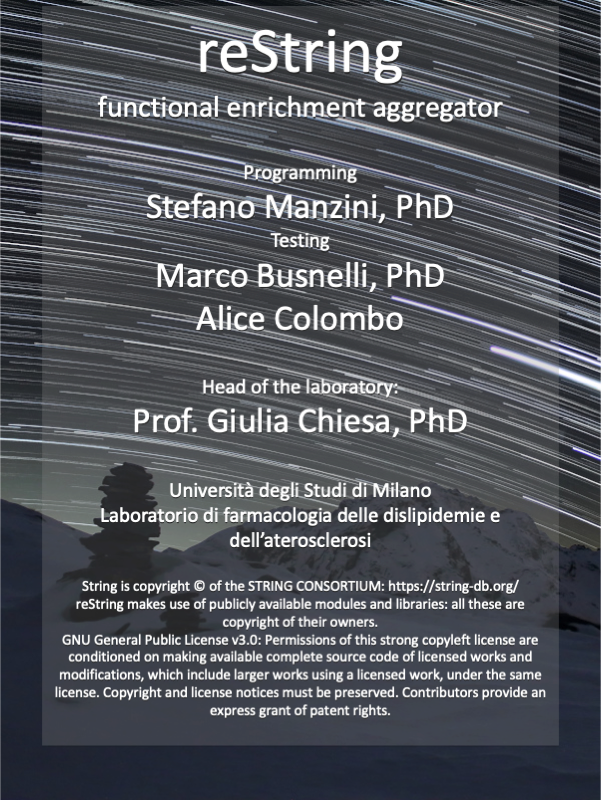 reString
functional enrichment aggregator
Programming
Stefano Manzini, PhD
Testing
Marco Busnelli, PhD
Alice Colombo
Head of the laboratory:
Prof. Giulia Chiesa, PhD
Università degli Studi di Milano
Laboratorio di farmacologia delle dislipidemie e
dell’aterosclerosi
String is copyright © of the STRING CONSORTIUM: https://string-db.org/
reString makes use of publicly available modules and libraries: all these are
copyright of their owners.
GNU General Public License v3.0: Permissions of this strong copyleft license are
conditioned on making available complete source code of licensed works and
modifications, which include larger works using a licensed work, under the same
license. Copyright and license notices must be preserved. Contributors provide an
express grant of patent rights.